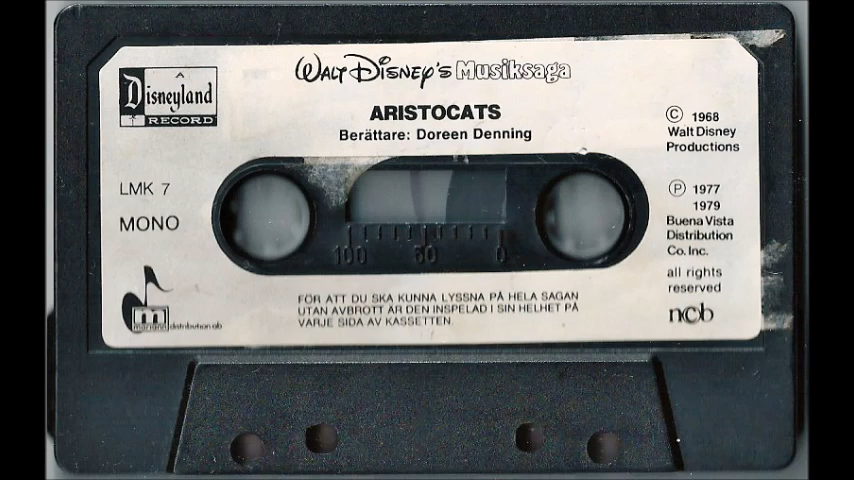 Walt Disney's Musiksaga
Disneyland
RECORD
ARISTOCATS
Berättare: Doreen Denning
© 1968
Walt Disney
Productions
LMK 7
MONO
℗ 1977
1979
Buena Vista
Distribution
Co. Inc.
all rights
reserved
ncb
100 50 0
mariann distribution ab
FÖR ATT DU SKA KUNNA LYSSNA PÅ HELA SAGAN
UTAN AVBROTT ÄR DEN INSPELAD I SIN HELHET PÅ
VARJE SIDA AV KASSETTEN.